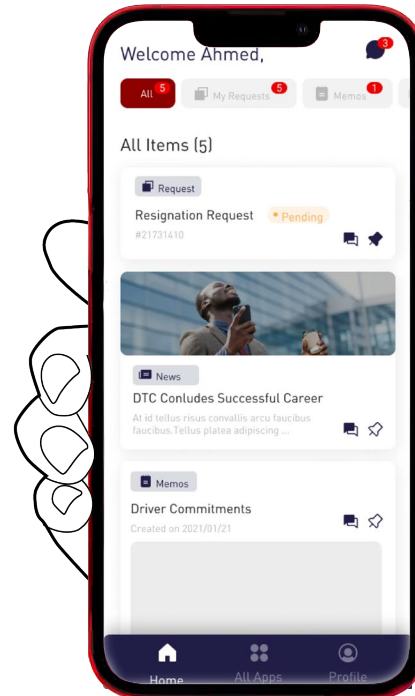 3
Welcome Ahmed,
All 5
My Requests 5
Memos 1
All Items (5)
Request
Resignation Request • Pending
#21731410
News
DTC Conludes Successful Career
At id tellus risus convallis arcu faucibus
faucibus.Tellus platea adipiscing ...
Memos
Driver Commitments
Created on 2021/01/21
Home All Apps Profile